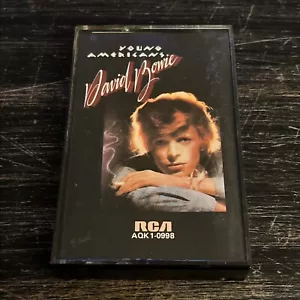 YOUNG
AMERICANS:
David Bowie
RCA
AQK1-0998